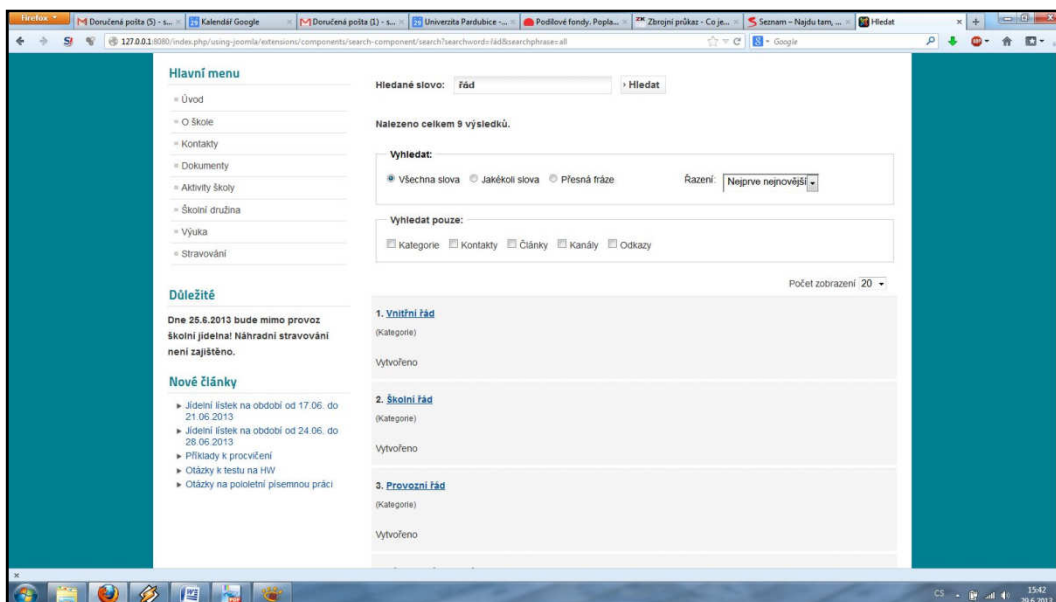 Firefox
Doručená pošta (5) - s...
Kalendář Google
Doručená pošta (1) - s...
Univerzita Pardubice -...
Podílové fondy. Popla...
Zbrojní průkaz - Co je...
Seznam – Najdu tam, ...
Hledat
127.0.0.1:8080/index.php/using-joomla/extensions/components/search-component/search?searchword=řád&searchphrase=all
Google
Hlavní menu
Úvod
O škole
Kontakty
Dokumenty
Aktivity školy
Školní družina
Výuka
Stravování
Důležité
Dne 25.6.2013 bude mimo provoz
školní jídelna! Náhradní stravování
není zajištěno.
Nové články
Jídelní lístek na období od 17.06. do
21.06.2013
Jídelní lístek na období od 24.06. do
28.06.2013
Příklady k procvičení
Otázky k testu na HW
Otázky na pololetní písemnou práci
Hledané slovo: řád Hledat
Nalezeno celkem 9 výsledků.
Vyhledat:
Všechna slova Jakékoli slova Přesná fráze Řazení: Nejprve nejnovější
Vyhledat pouze:
Kategorie Kontakty Články Kanály Odkazy
Počet zobrazení 20
1. Vnitřní řád
(Kategorie)
Vytvořeno
2. Školní řád
(Kategorie)
Vytvořeno
3. Provozní řád
(Kategorie)
Vytvořeno
CS
15:42